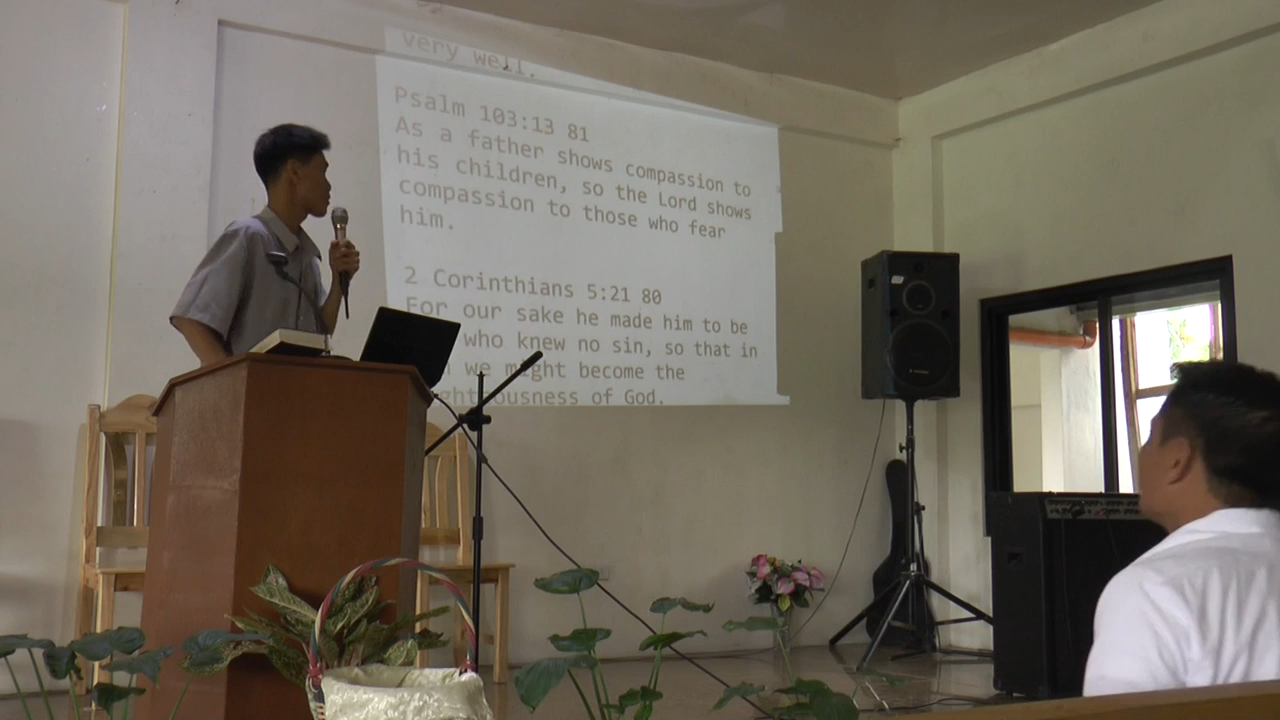 very well.
Psalm 103:13 81
As a father shows compassion to
his children, so the Lord shows
compassion to those who fear
him.
2 Corinthians 5:21 80
For our sake he made him to be
who knew no sin, so that in
we might become the
of God.